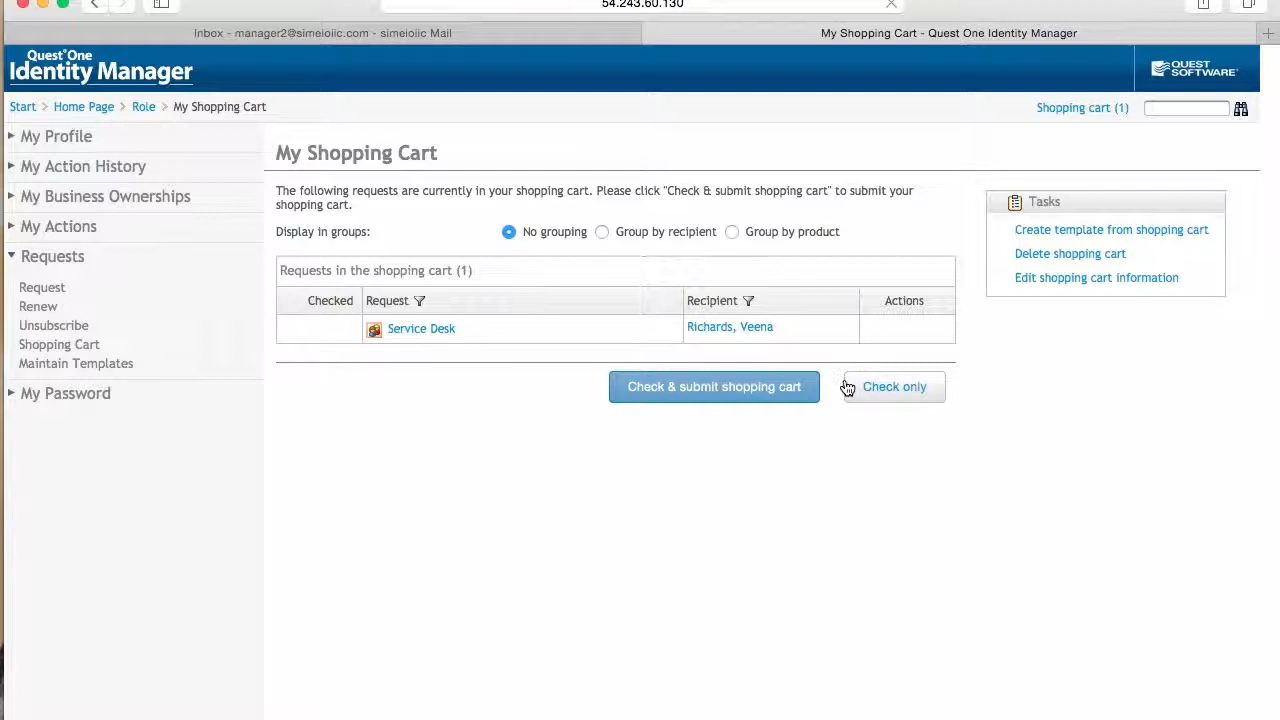 54.243.60.130
Inbox - manager2@simeioiic.com - simeioiic Mail
My Shopping Cart - Quest One Identity Manager
Quest One
Identity Manager
QUEST
SOFTWARE
Start > Home Page > Role > My Shopping Cart
Shopping cart (1)
My Profile
My Action History
My Business Ownerships
My Actions
Requests
Request
Renew
Unsubscribe
Shopping Cart
Maintain Templates
My Password
My Shopping Cart
The following requests are currently in your shopping cart. Please click "Check & submit shopping cart" to submit your
shopping cart.
Display in groups: No grouping Group by recipient Group by product
Requests in the shopping cart (1)
Checked Request Recipient Actions
Service Desk Richards, Veena
Check & submit shopping cart Check only
Tasks
Create template from shopping cart
Delete shopping cart
Edit shopping cart information